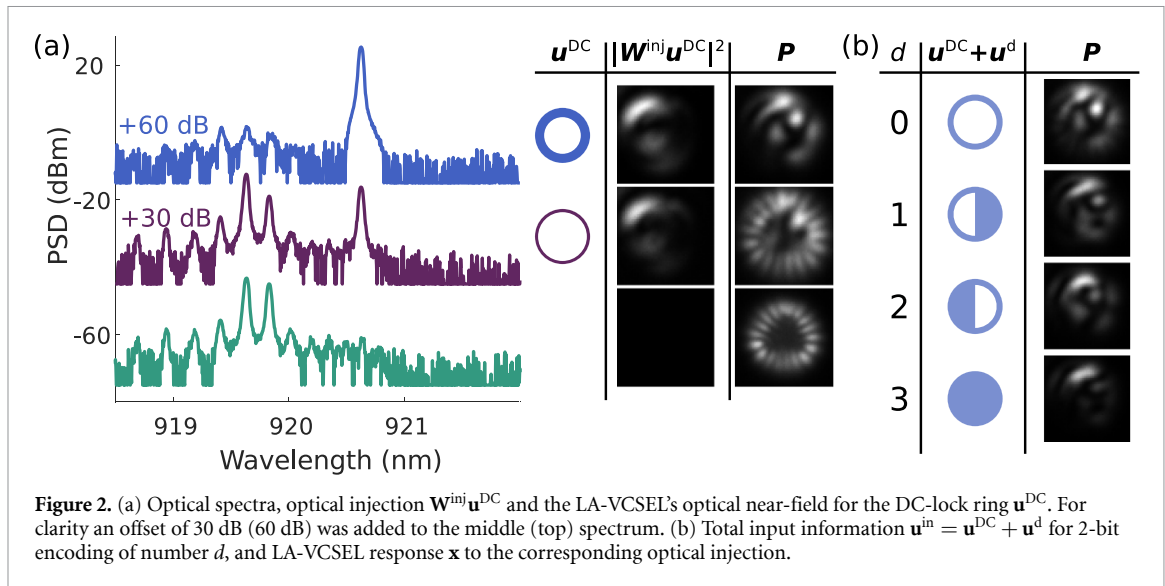 (a)
20
-20
-60
PSD (dBm)
+60 dB
+30 dB
919
920
921
Wavelength (nm)
u^DC |W^inj u^DC|^2 P
(b)
d u^DC+u^d P
0
1
2
3
Figure 2. (a) Optical spectra, optical injection W^inj u^DC and the LA-VCSEL's optical near-field for the DC-lock ring u^DC. For
clarity an offset of 30 dB (60 dB) was added to the middle (top) spectrum. (b) Total input information u^in = u^DC + u^d for 2-bit
encoding of number d, and LA-VCSEL response x to the corresponding optical injection.